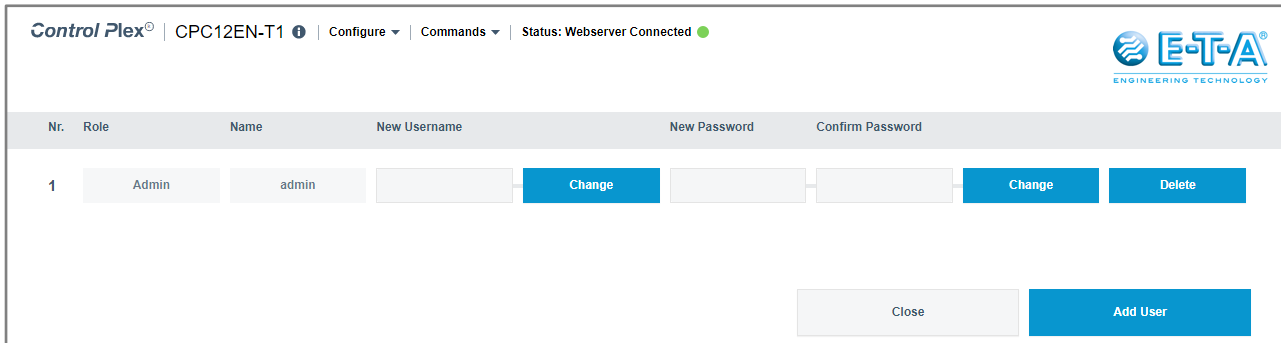 Control Plex® | CPC12EN-T1 | Configure | Commands | Status: Webserver Connected
E-T-A®
ENGINEERING TECHNOLOGY
Nr. Role Name New Username New Password Confirm Password
1 Admin admin Change Change Delete
Close Add User